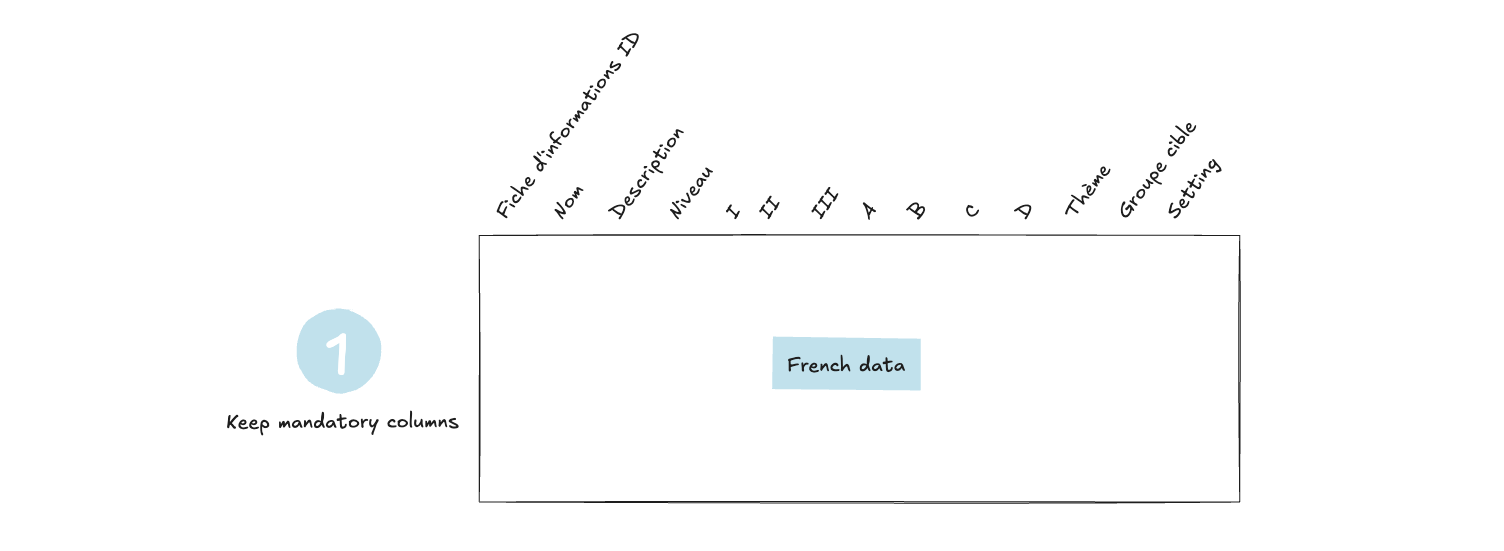 Fiche d'informations ID
Nom
Description
Niveau
I
II
III
A
B
C
D
Thème
Groupe cible
Setting
1
Keep mandatory columns
French data